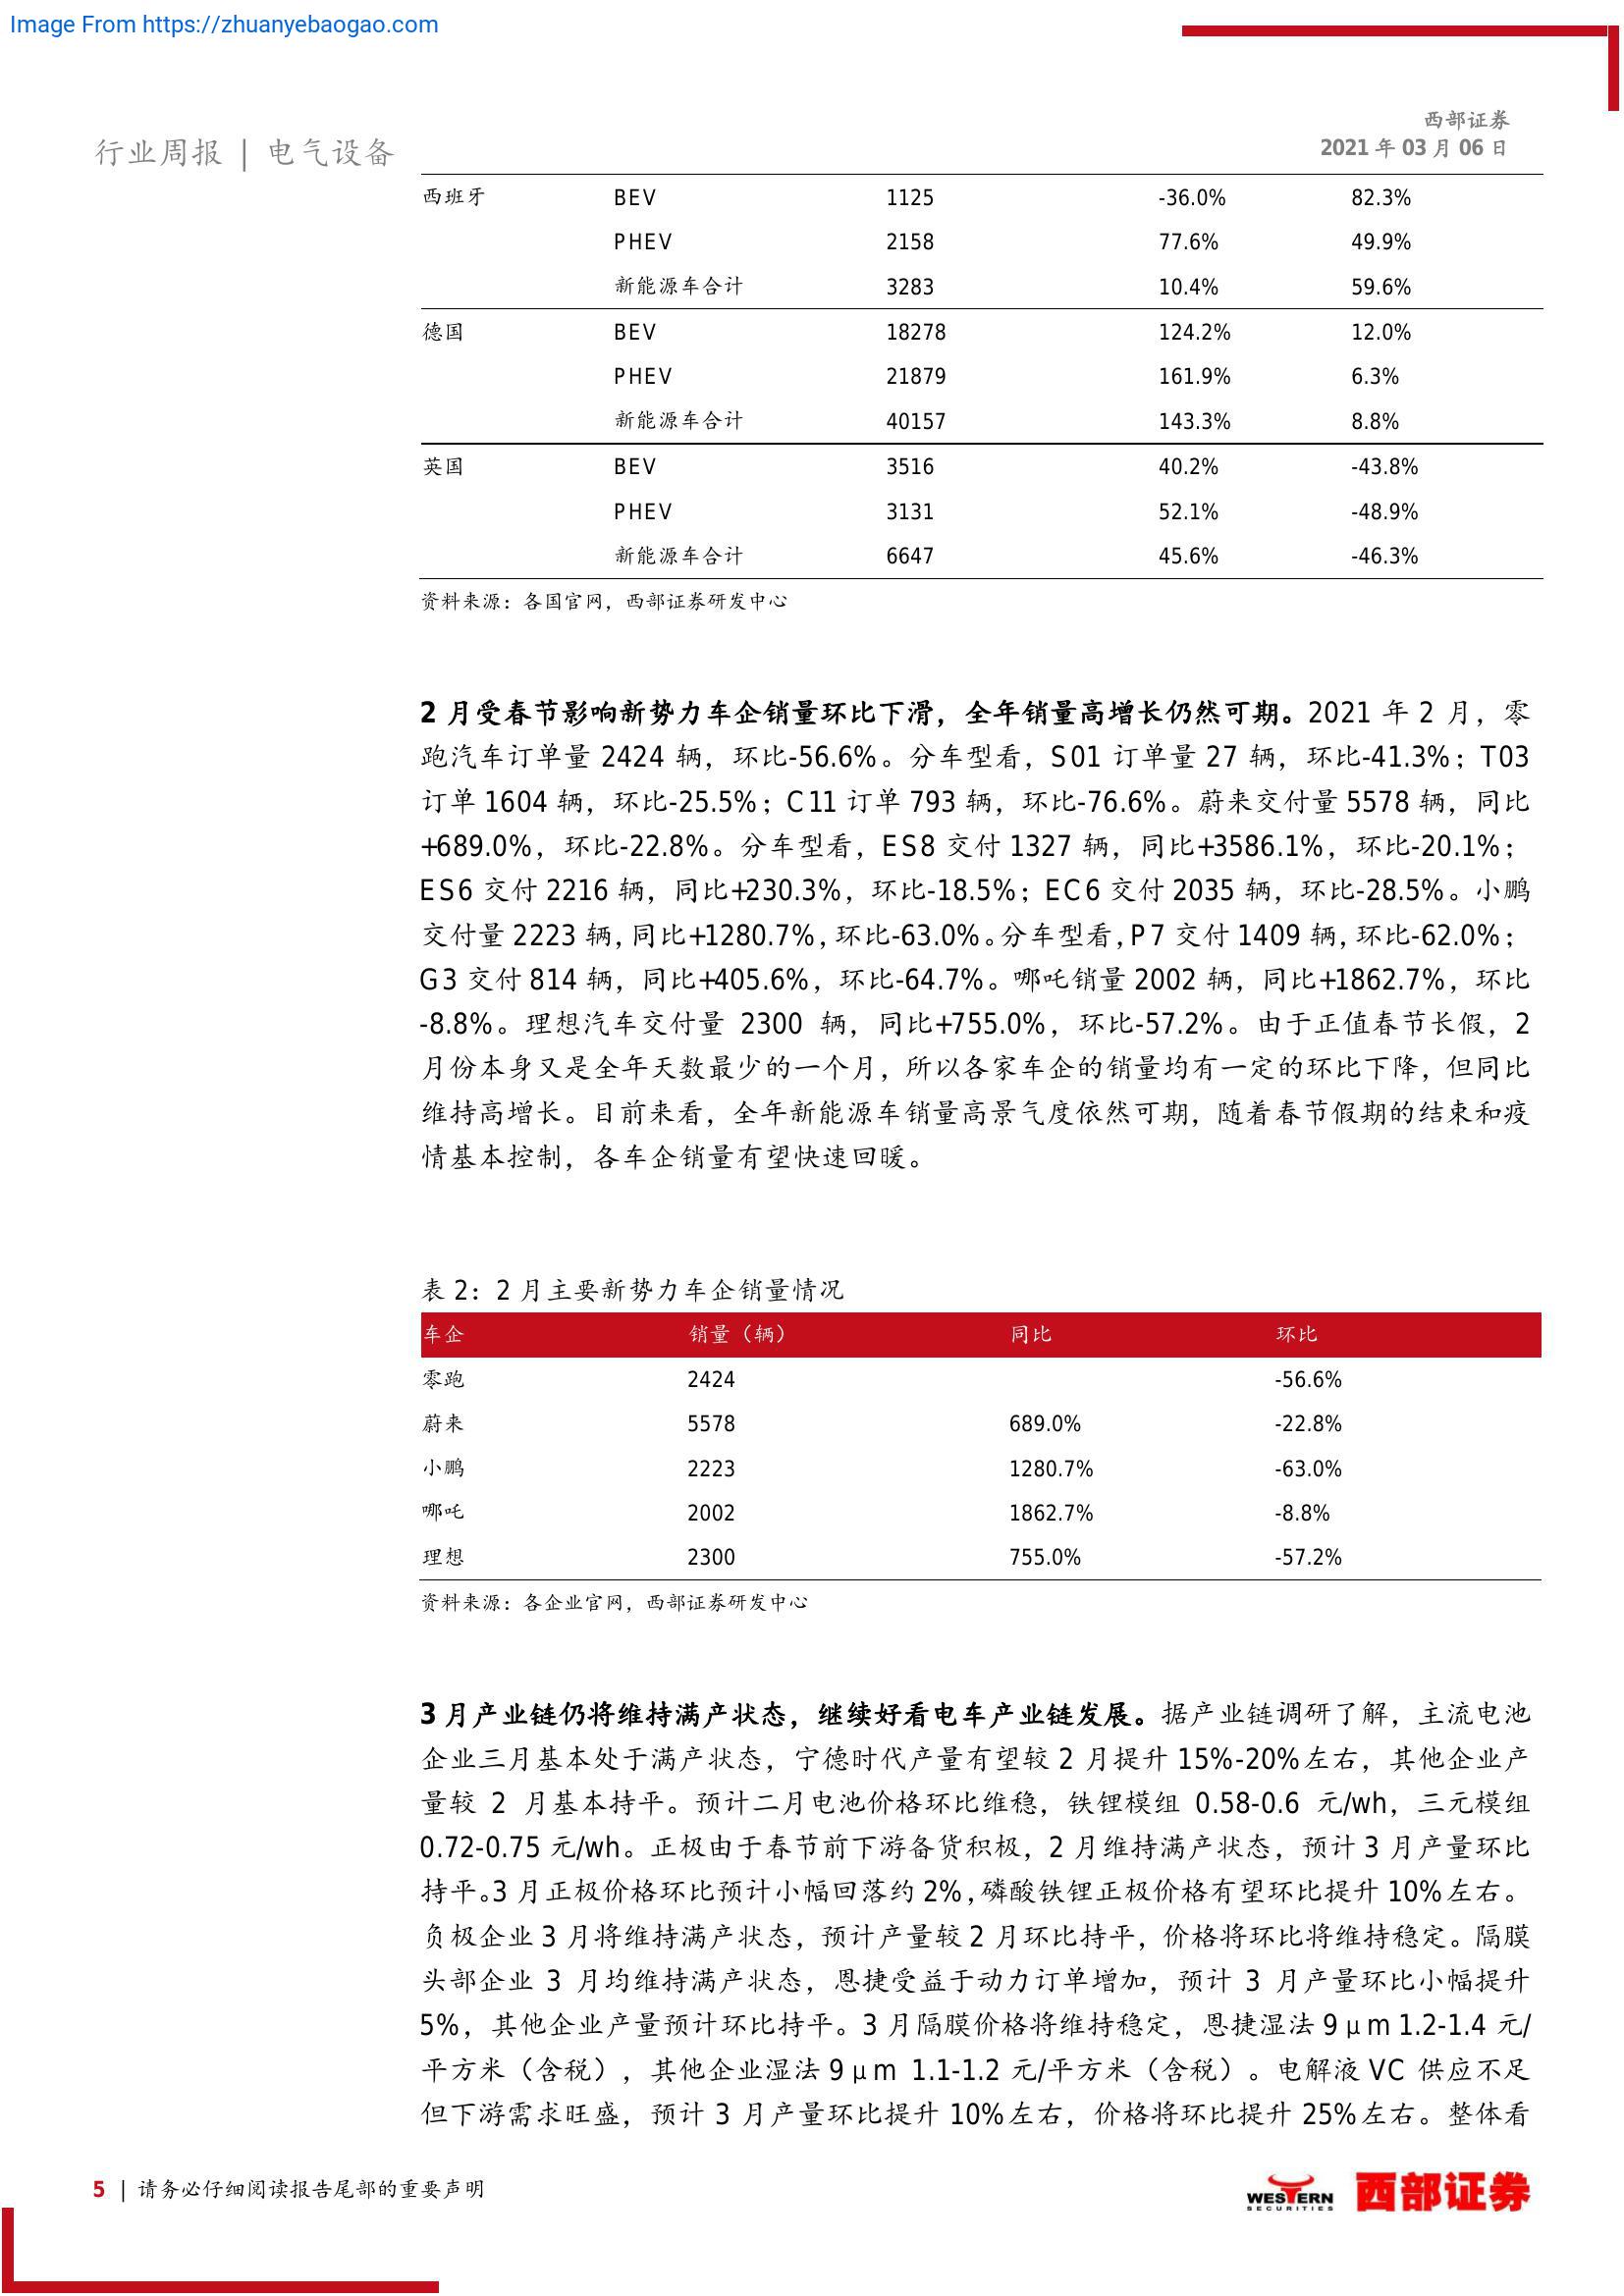 Image From https://zhuanyebaogao.com
行业周报 | 电气设备
西部证券
2021 年 03 月 06 日
西班牙 BEV 1125 -36.0% 82.3%
PHEV 2158 77.6% 49.9%
新能源车合计 3283 10.4% 59.6%
德国 BEV 18278 124.2% 12.0%
PHEV 21879 161.9% 6.3%
新能源车合计 40157 143.3% 8.8%
英国 BEV 3516 40.2% -43.8%
PHEV 3131 52.1% -48.9%
新能源车合计 6647 45.6% -46.3%
资料来源：各国官网，西部证券研发中心
2 月受春节影响新势力车企销量环比下滑，全年销量高增长仍然可期。2021 年 2 月，零
跑汽车订单量 2424 辆，环比-56.6%。分车型看，S01 订单量 27 辆，环比-41.3%；T03
订单 1604 辆，环比-25.5%；C11 订单 793 辆，环比-76.6%。蔚来交付量 5578 辆，同比
+689.0%，环比-22.8%。分车型看，ES8 交付 1327 辆，同比+3586.1%，环比-20.1%；
ES6 交付 2216 辆，同比+230.3%，环比-18.5%；EC6 交付 2035 辆，环比-28.5%。小鹏
交付量 2223 辆，同比+1280.7%，环比-63.0%。分车型看，P7 交付 1409 辆，环比-62.0%；
G3 交付 814 辆，同比+405.6%，环比-64.7%。哪吒销量 2002 辆，同比+1862.7%，环比
-8.8%。理想汽车交付量 2300 辆，同比+755.0%，环比-57.2%。由于正值春节长假，2
月份本身又是全年天数最少的一个月，所以各家车企的销量均有一定的环比下降，但同比
维持高增长。目前来看，全年新能源车销量高景气度依然可期，随着春节假期的结束和疫
情基本控制，各车企销量有望快速回暖。
表 2：2 月主要新势力车企销量情况
车企 销量（辆） 同比 环比
零跑 2424 -56.6%
蔚来 5578 689.0% -22.8%
小鹏 2223 1280.7% -63.0%
哪吒 2002 1862.7% -8.8%
理想 2300 755.0% -57.2%
资料来源：各企业官网，西部证券研发中心
3 月产业链仍将维持满产状态，继续好看电车产业链发展。据产业链调研了解，主流电池
企业三月基本处于满产状态，宁德时代产量有望较 2 月提升 15%-20%左右，其他企业产
量较 2 月基本持平。预计二月电池价格环比维稳，铁锂模组 0.58-0.6 元/wh，三元模组
0.72-0.75 元/wh。正极由于春节前下游备货积极，2 月维持满产状态，预计 3 月产量环比
持平。3 月正极价格环比预计小幅回落约 2%，磷酸铁锂正极价格有望环比提升 10%左右。
负极企业 3 月将维持满产状态，预计产量较 2 月环比持平，价格将环比将维持稳定。隔膜
头部企业 3 月均维持满产状态，恩捷受益于动力订单增加，预计 3 月产量环比小幅提升
5%，其他企业产量预计环比持平。3 月隔膜价格将维持稳定，恩捷湿法 9μm 1.2-1.4 元/
平方米（含税），其他企业湿法 9μm 1.1-1.2 元/平方米（含税）。电解液 VC 供应不足
但下游需求旺盛，预计 3 月产量环比提升 10%左右，价格将环比提升 25%左右。整体看
5 | 请务必仔细阅读报告尾部的重要声明
WESTERN
SECURITIES
西部证券